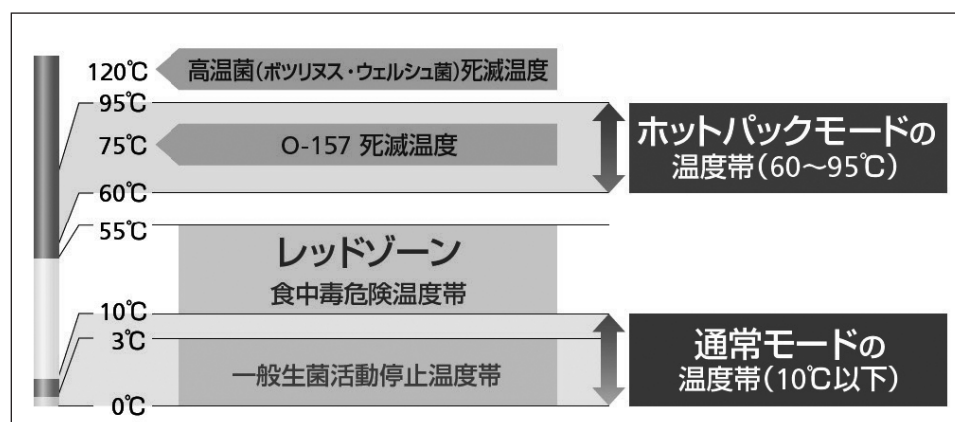 120℃
高温菌(ボツリヌス・ウェルシュ菌)死滅温度
95℃
75℃
O-157 死滅温度
60℃
ホットパックモードの
温度帯(60〜95℃)
55℃
レッドゾーン
食中毒危険温度帯
10℃
3℃
一般生菌活動停止温度帯
0℃
通常モードの
温度帯(10℃以下)